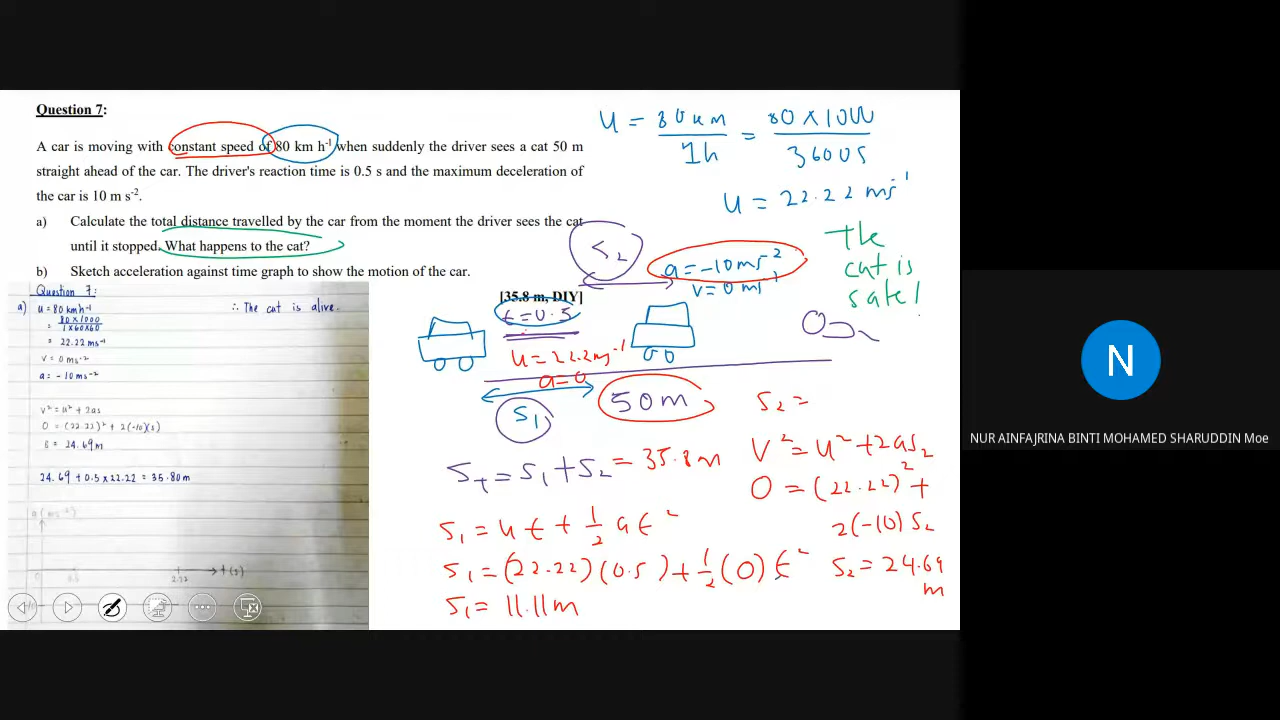 Question 7:
A car is moving with constant speed of 80 km h-1 when suddenly the driver sees a cat 50 m
straight ahead of the car. The driver's reaction time is 0.5 s and the maximum deceleration of
the car is 10 m s-2.
a) Calculate the total distance travelled by the car from the moment the driver sees the cat
until it stopped. What happens to the cat?
b) Sketch acceleration against time graph to show the motion of the car.
[35.8 m, DIY]
Question 7:
a) u = 80 kmh-1
= 80 x 1000 / 1 x 60 x 60
= 22.22 ms-1
v = 0 ms-2
a = -10 ms-2
v² = u² + 2as
0 = (22.22)² + 2(-10)(s)
s = 24.69 m
24.69 + 0.5 x 22.22 = 35.80 m
∴ The cat is alive.
a (ms-2)
0 0.5 2.72 t (s)
u = 80 km / 1h = 80 x 1000 / 3600 s
u = 22.22 ms-1
The
cat is
safe!
S2
a = -10 ms-2
v = 0 ms-1
t = 0.5
u = 22.2 ms-1
a = 0
S1
50 m
ST = S1 + S2 = 35.8 m
S1 = ut + 1/2 at²
S1 = (22.22)(0.5) + 1/2 (0) t²
S1 = 11.11 m
S2 =
V² = u² + 2as2
0 = (22.22)² +
2(-10) S2
S2 = 24.69
m
N
NUR AINFAJRINA BINTI MOHAMED SHARUDDIN Moe